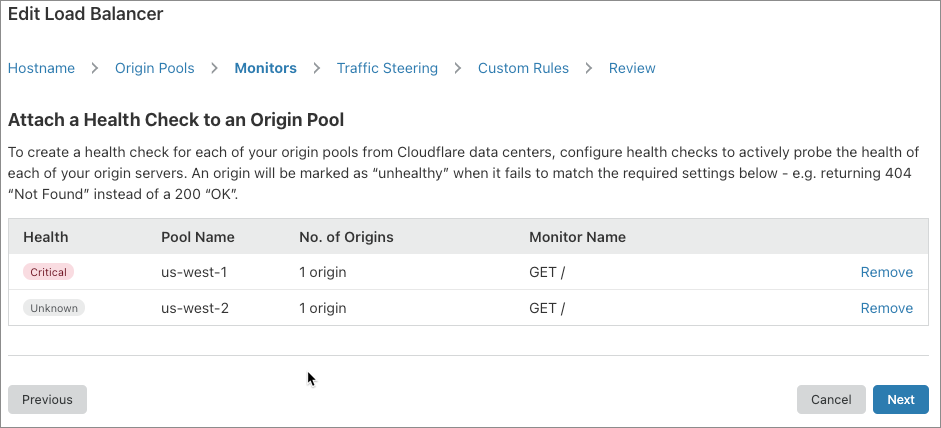 Edit Load Balancer
Hostname > Origin Pools > Monitors > Traffic Steering > Custom Rules > Review
Attach a Health Check to an Origin Pool
To create a health check for each of your origin pools from Cloudflare data centers, configure health checks to actively probe the health of
each of your origin servers. An origin will be marked as “unhealthy” when it fails to match the required settings below - e.g. returning 404
“Not Found” instead of a 200 “OK”.
Health Pool Name No. of Origins Monitor Name
Critical us-west-1 1 origin GET / Remove
Unknown us-west-2 1 origin GET / Remove
Previous Cancel Next